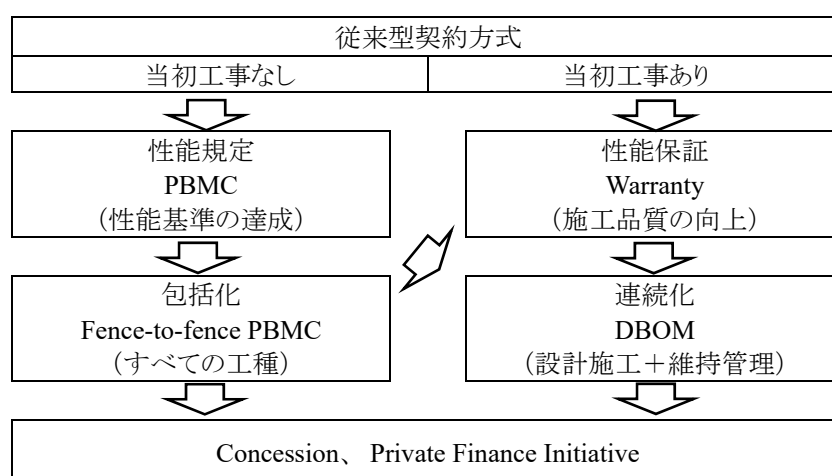 従来型契約方式
当初工事なし
当初工事あり
性能規定
PBMC
（性能基準の達成）
性能保証
Warranty
（施工品質の向上）
包括化
Fence-to-fence PBMC
（すべての工種）
連続化
DBOM
（設計施工＋維持管理）
Concession、 Private Finance Initiative